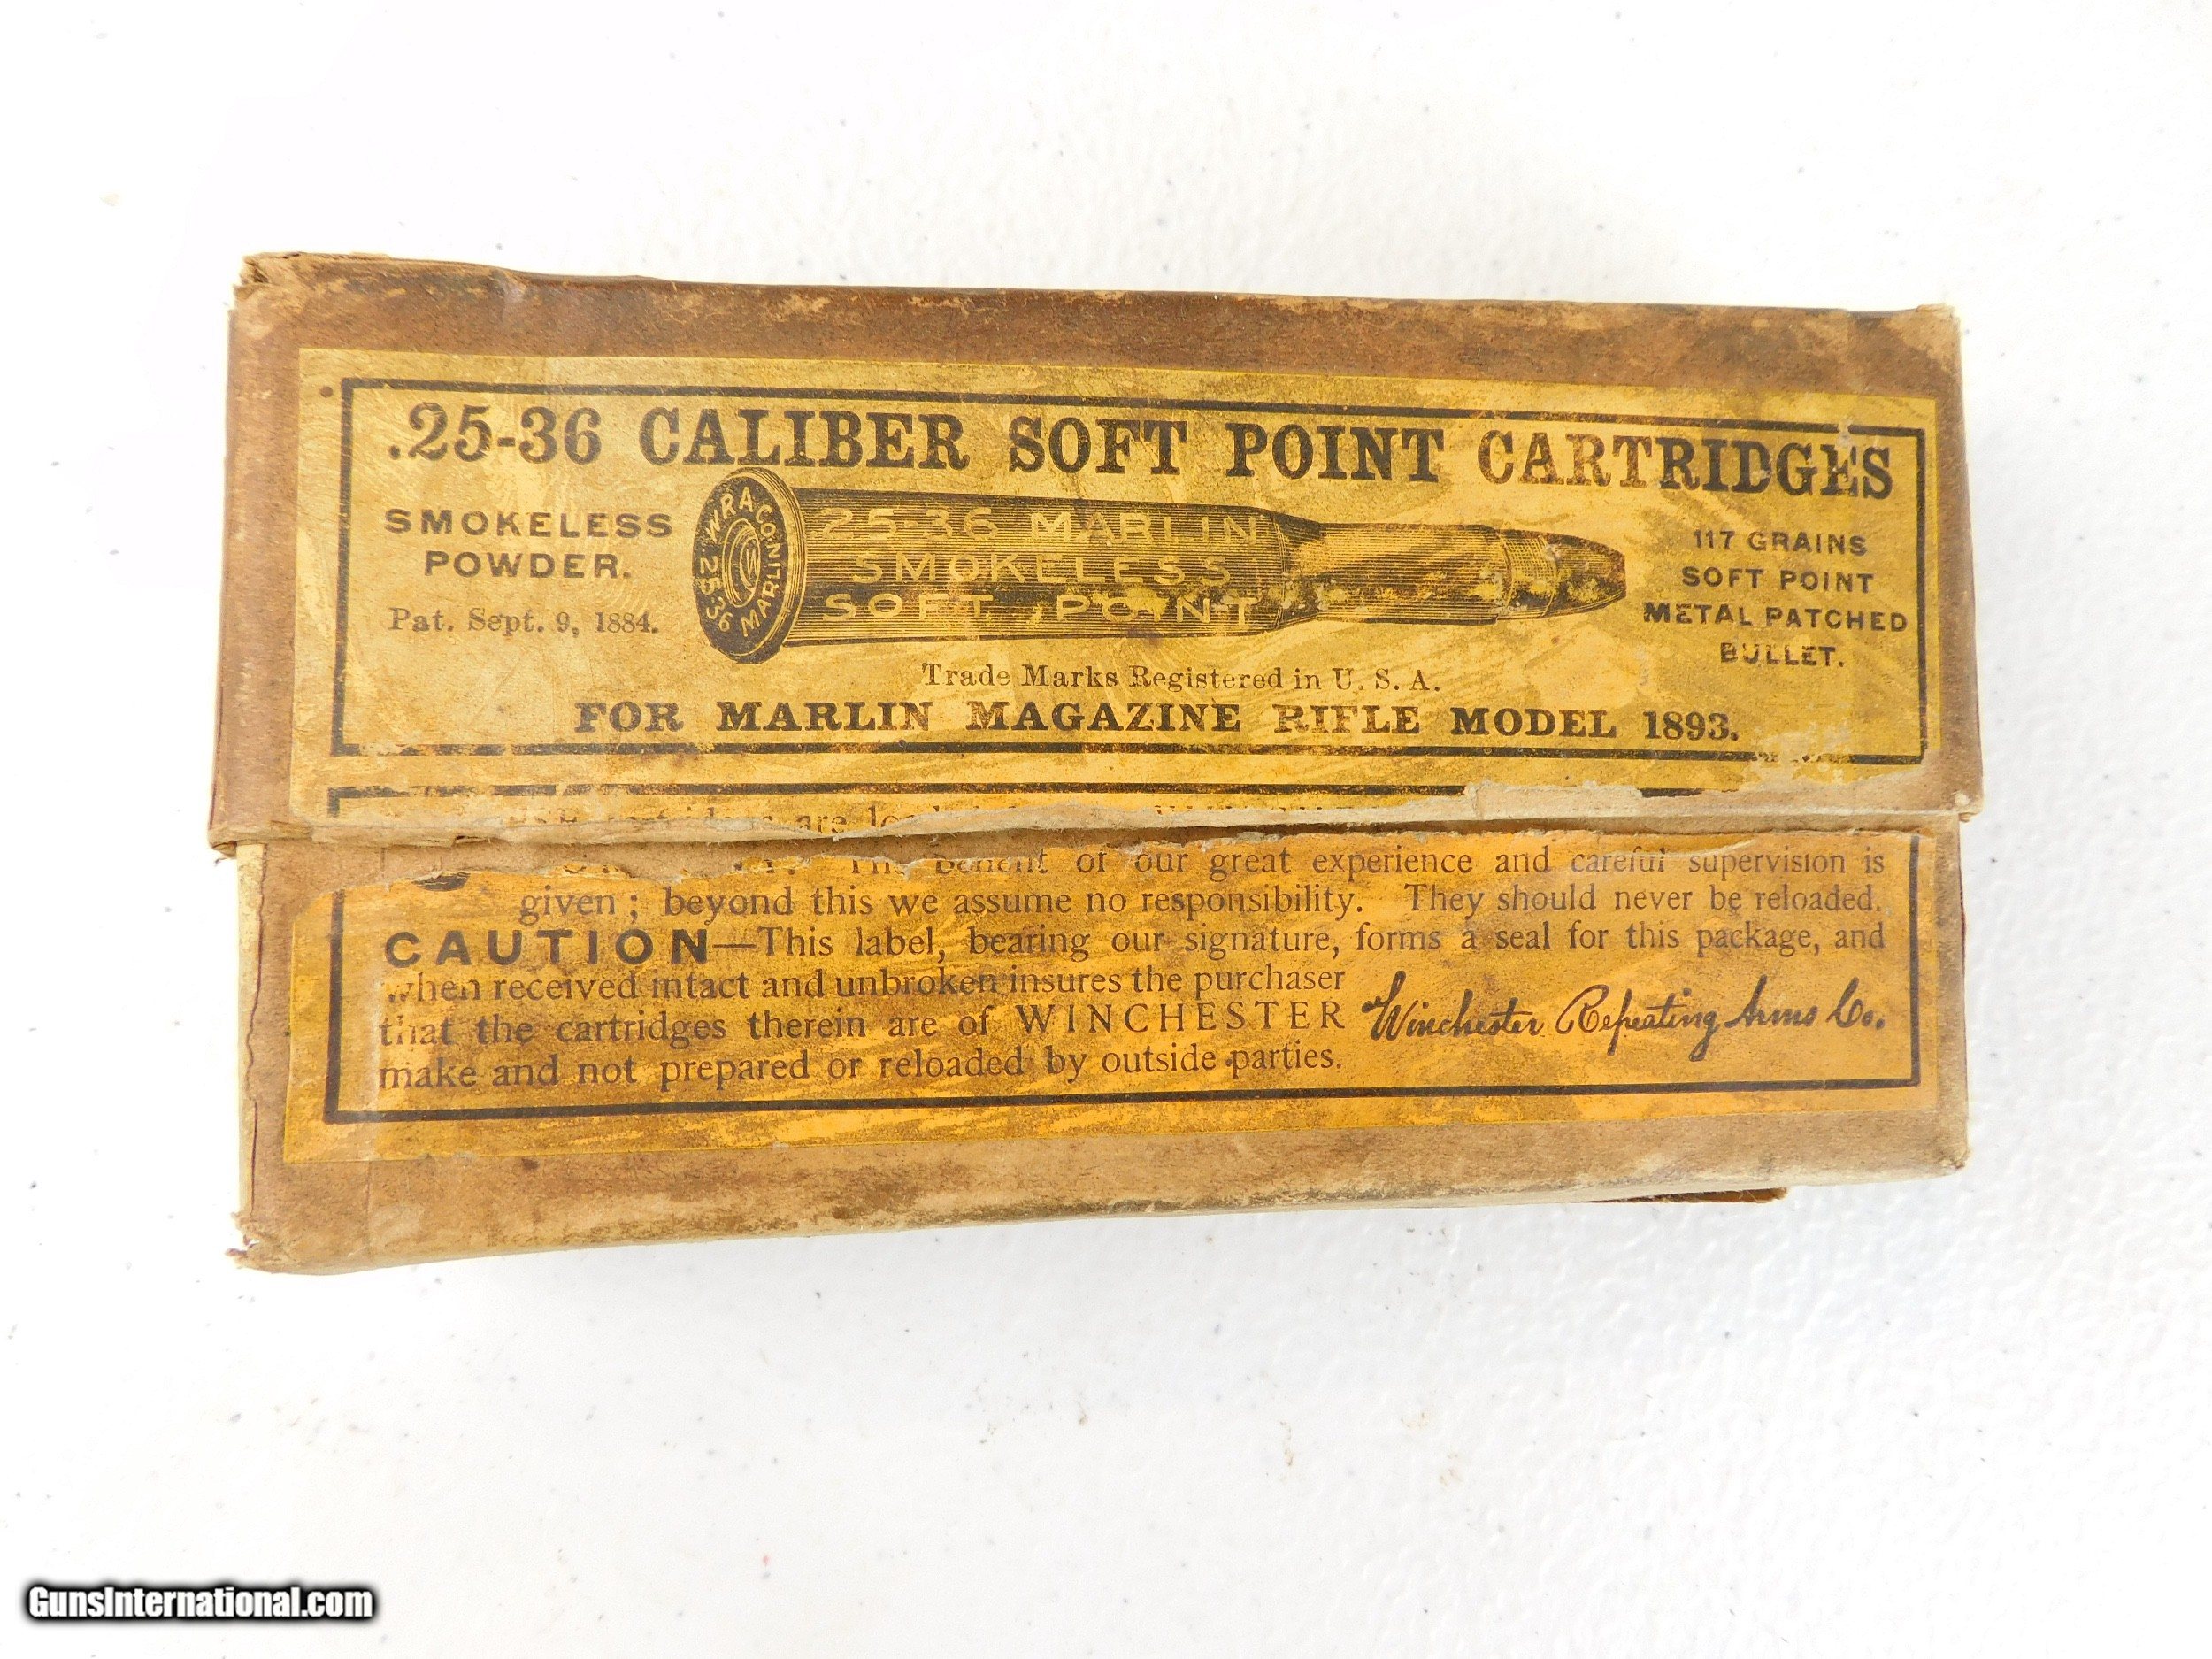 .25-36 CALIBER SOFT POINT CARTRIDGES
SMOKELESS
POWDER.
Pat. Sept. 9, 1884.
W.R.A.CO. 25-36 MARLIN
25-36 MARLIN
SMOKELESS
SOFT POINT
117 GRAINS
SOFT POINT
METAL PATCHED
BULLET.
Trade Marks Registered in U. S. A.
FOR MARLIN MAGAZINE RIFLE MODEL 1893.
cartridges are
The benefit of our great experience and careful supervision is
given; beyond this we assume no responsibility. They should never be reloaded.
CAUTION—This label, bearing our signature, forms a seal for this package, and
when received intact and unbroken insures the purchaser
that the cartridges therein are of WINCHESTER
make and not prepared or reloaded by outside parties.
Winchester Repeating Arms Co.
GunsInternational.com